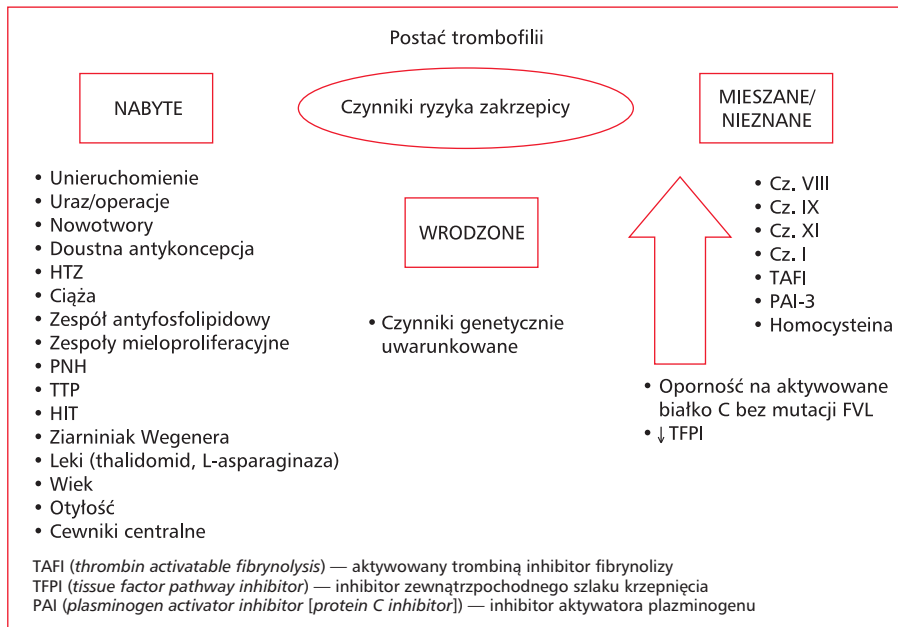 Postać trombofilii
Czynniki ryzyka zakrzepicy
NABYTE
• Unieruchomienie
• Uraz/operacje
• Nowotwory
• Doustna antykoncepcja
• HTZ
• Ciąża
• Zespół antyfosfolipidowy
• Zespoły mieloproliferacyjne
• PNH
• TTP
• HIT
• Ziarniniak Wegenera
• Leki (thalidomid, L-asparaginaza)
• Wiek
• Otyłość
• Cewniki centralne
WRODZONE
• Czynniki genetycznie
uwarunkowane
MIESZANE/
NIEZNANE
• Cz. VIII
• Cz. IX
• Cz. XI
• Cz. I
• TAFI
• PAI-3
• Homocysteina
• Oporność na aktywowane
białko C bez mutacji FVL
• ↓ TFPI
TAFI (thrombin activatable fibrynolysis) — aktywowany trombiną inhibitor fibrynolizy
TFPI (tissue factor pathway inhibitor) — inhibitor zewnątrzpochodnego szlaku krzepnięcia
PAI (plasminogen activator inhibitor [protein C inhibitor]) — inhibitor aktywatora plazminogenu